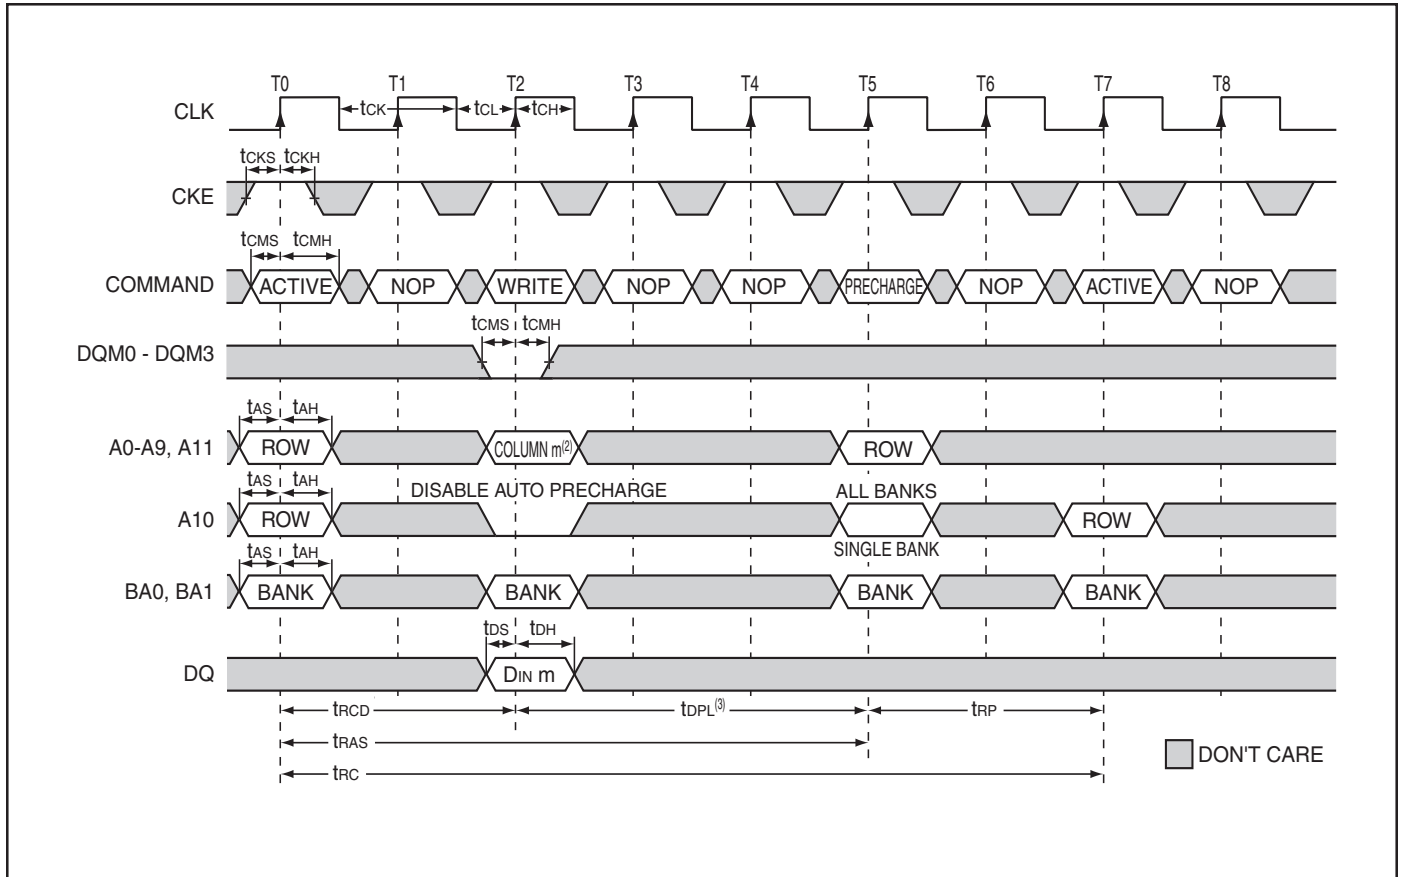 T0 T1 T2 T3 T4 T5 T6 T7 T8
CLK tCK tCL tCH
tCKS tCKH
CKE
tCMS tCMH
COMMAND ACTIVE NOP WRITE NOP NOP PRECHARGE NOP ACTIVE NOP
tCMS tCMH
DQM0 - DQM3
tAS tAH
A0-A9, A11 ROW COLUMN m(2) ROW
tAS tAH DISABLE AUTO PRECHARGE ALL BANKS
A10 ROW ROW
tAS tAH SINGLE BANK
BA0, BA1 BANK BANK BANK BANK
tDS tDH
DQ DIN m
tRCD tDPL(3) tRP
tRAS
DON'T CARE
tRC